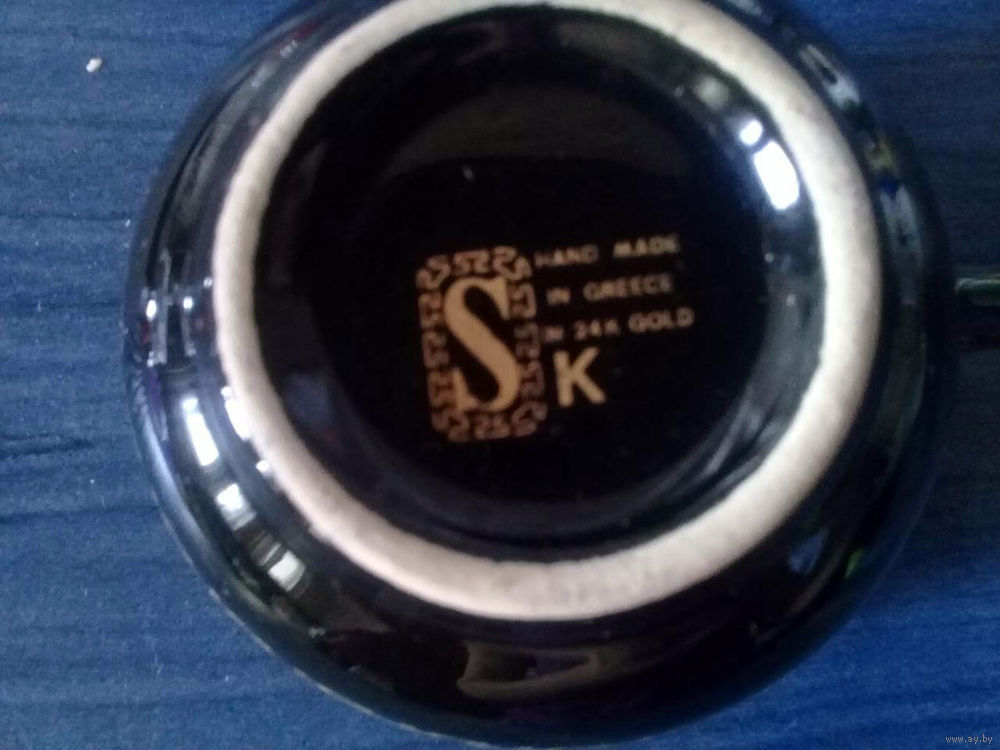 S
HAND MADE
IN GREECE
IN 24K GOLD
K
www.ay.by